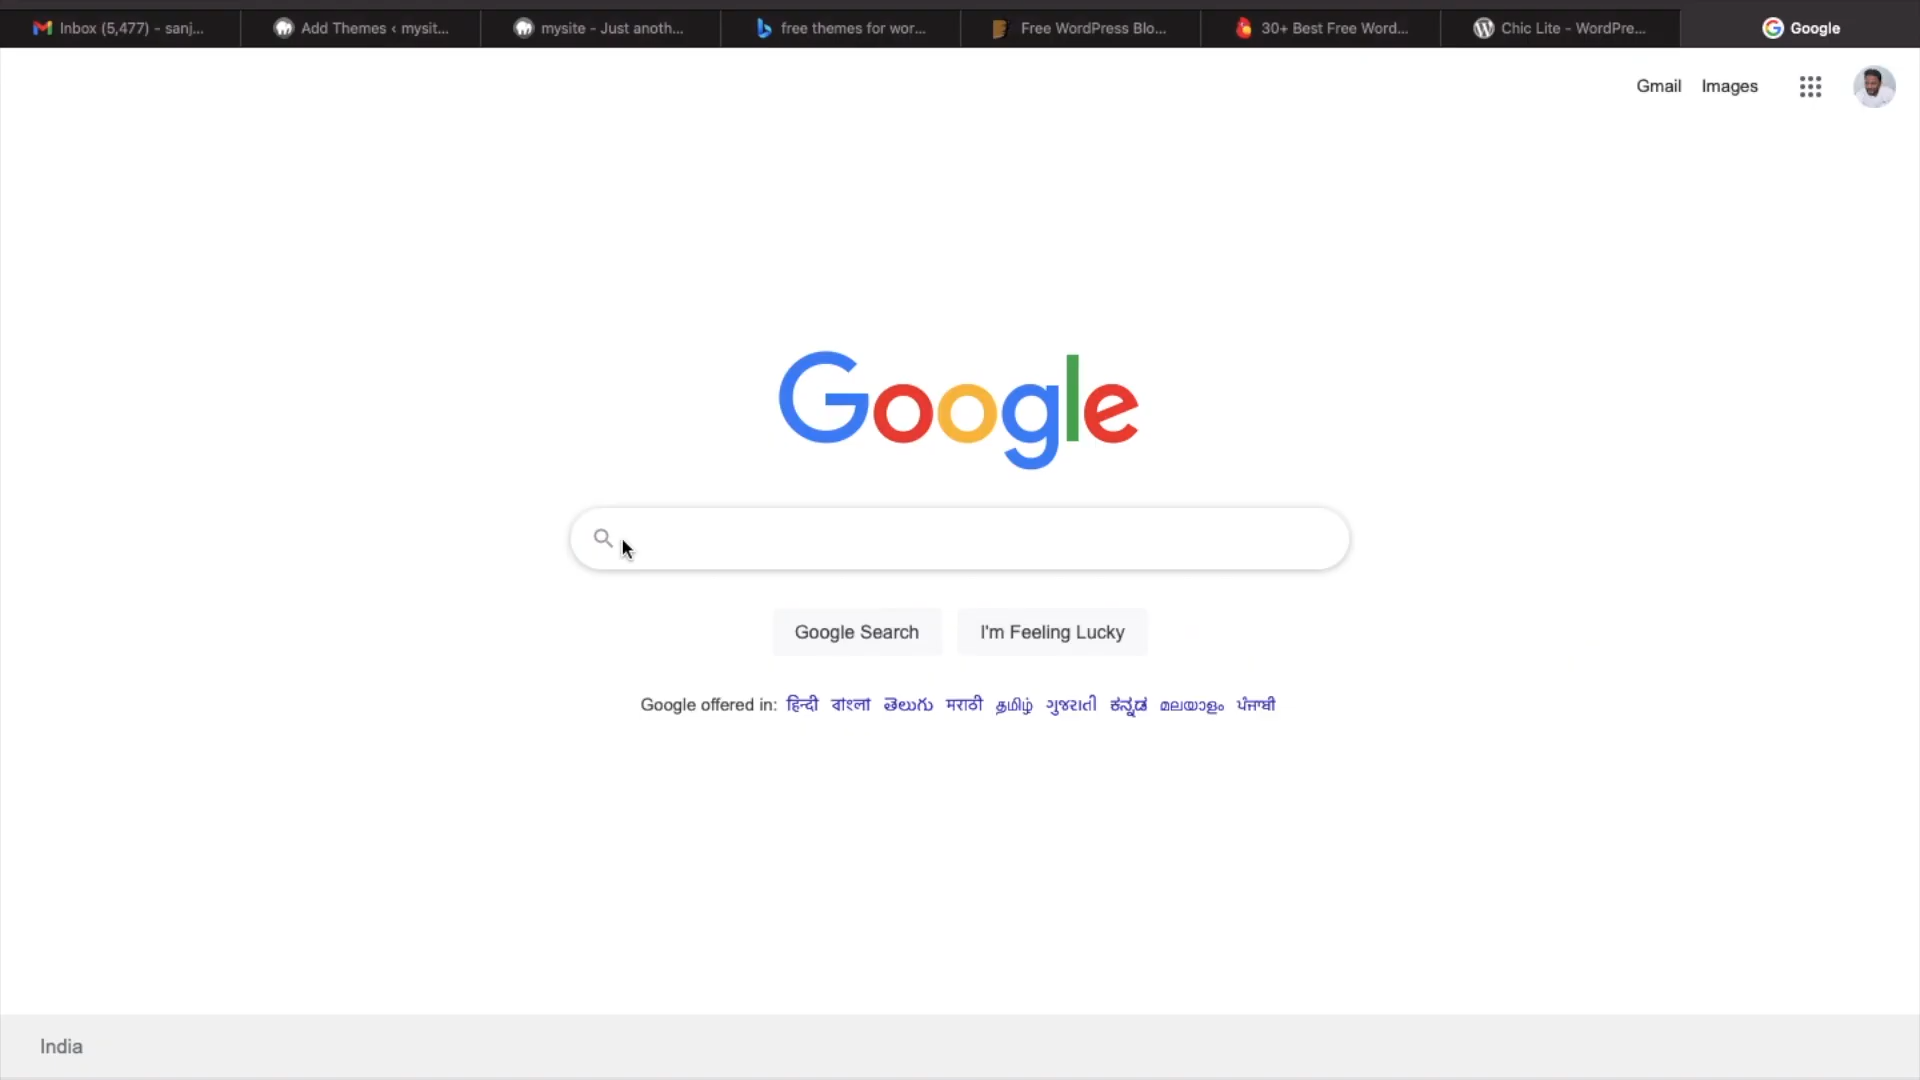 Inbox (5,477) - sanj...
Add Themes ‹ mysit...
mysite - Just anoth...
free themes for wor...
Free WordPress Blo...
30+ Best Free Word...
Chic Lite - WordPre...
Google
Gmail Images
Google
Google Search
I'm Feeling Lucky
Google offered in: हिन्दी বাংলা తెలుగు मराठी தமிழ் ગુજરાતી ಕನ್ನಡ മലയാളം ਪੰਜਾਬੀ
India